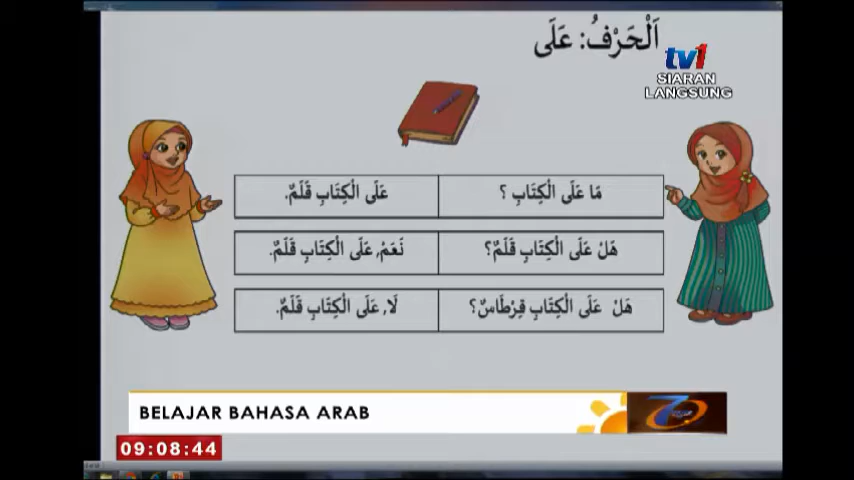 اَلْحَرْفُ: عَلَى
tv1
SIARAN
LANGSUNG
مَا عَلَى الْكِتَابِ ؟ عَلَى الْكِتَابِ قَلَمٌ.
هَلْ عَلَى الْكِتَابِ قَلَمٌ؟ نَعَمْ, عَلَى الْكِتَابِ قَلَمٌ.
هَلْ عَلَى الْكِتَابِ قِرْطَاسٌ؟ لَا, عَلَى الْكِتَابِ قَلَمٌ.
BELAJAR BAHASA ARAB
7
09:08:44